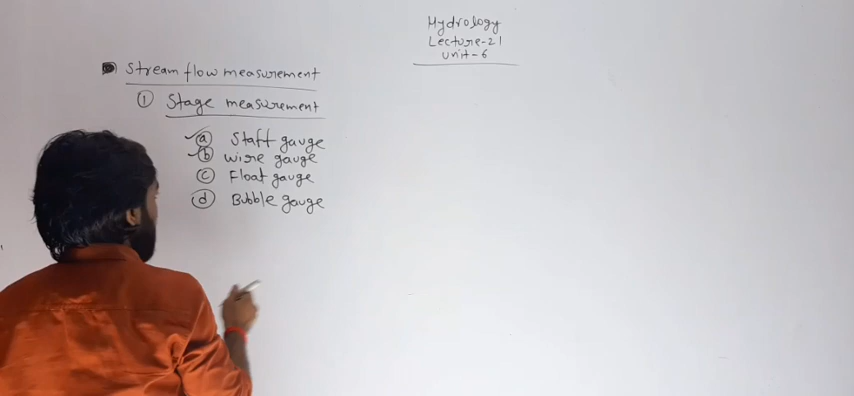 Hydrology
Lecture-21
Unit-6
Stream flow measurement
① Stage measurement
✓ⓐ Staff gauge
✓ⓑ Wire gauge
ⓒ Float gauge
ⓓ Bubble gauge